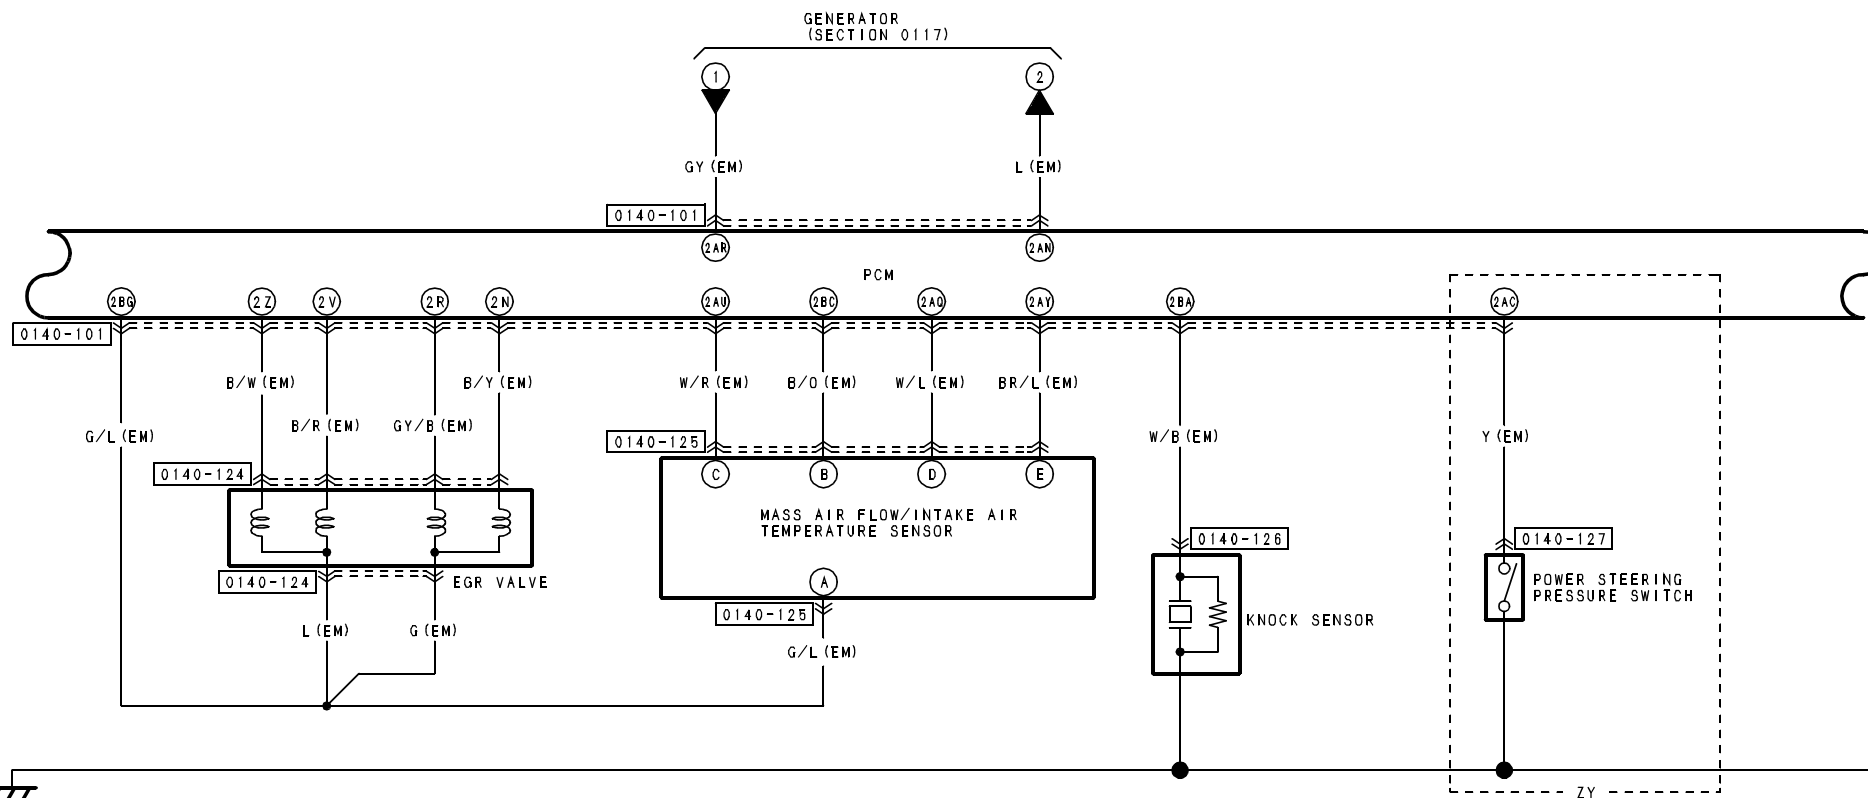 GENERATOR
(SECTION 0117)
1 2
GY(EM) L(EM)
0140-101
2AR 2AN
PCM
2BG 2Z 2V 2R 2N 2AU 2BC 2AQ 2AY 2BA 2AC
0140-101
B/W(EM) B/Y(EM) W/R(EM) B/O(EM) W/L(EM) BR/L(EM)
B/R(EM) GY/B(EM)
G/L(EM) W/B(EM) Y(EM)
0140-125
0140-124
C B D E
MASS AIR FLOW/INTAKE AIR
TEMPERATURE SENSOR
0140-126 0140-127
0140-124 EGR VALVE
A
POWER STEERING
PRESSURE SWITCH
0140-125
KNOCK SENSOR
L(EM) G(EM)
G/L(EM)
ZY